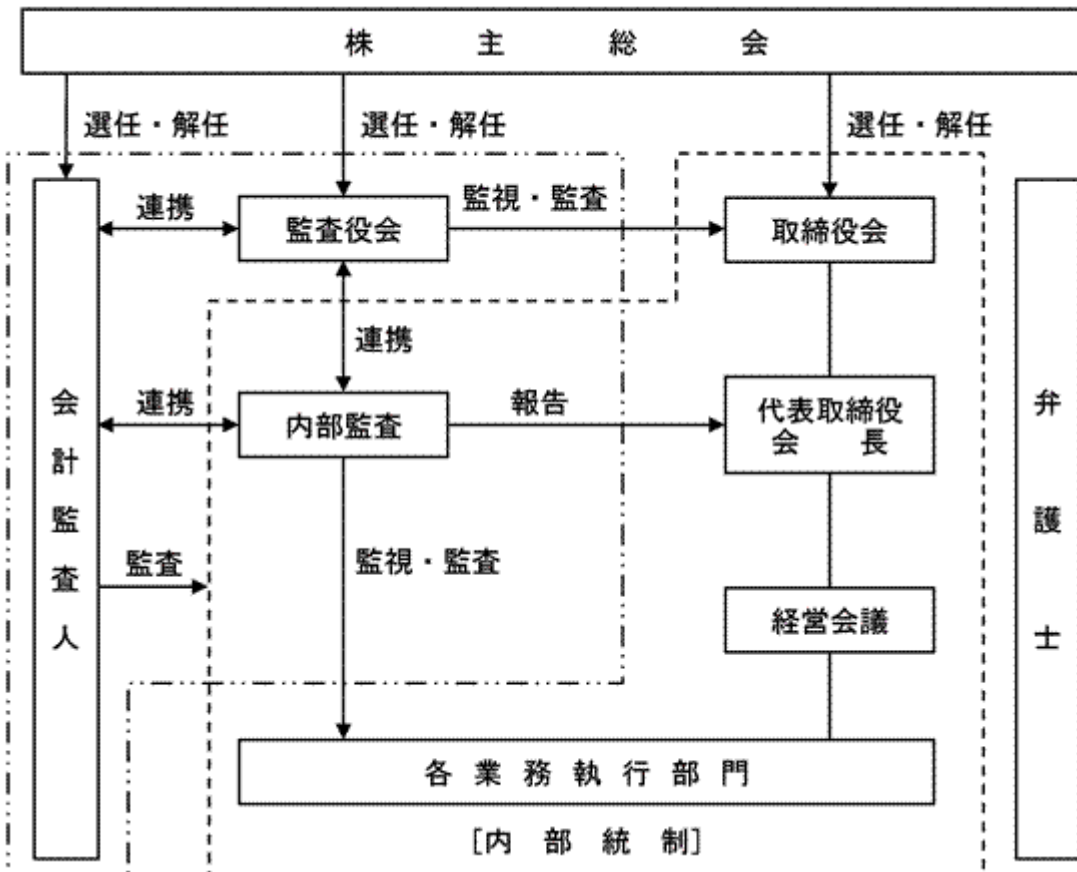 株主総会
選任・解任
選任・解任
選任・解任
連携
監査役会
監視・監査
取締役会
連携
会計監査人
連携
内部監査
報告
代表取締役
会長
弁護士
監査
監視・監査
経営会議
各業務執行部門
[内部統制]